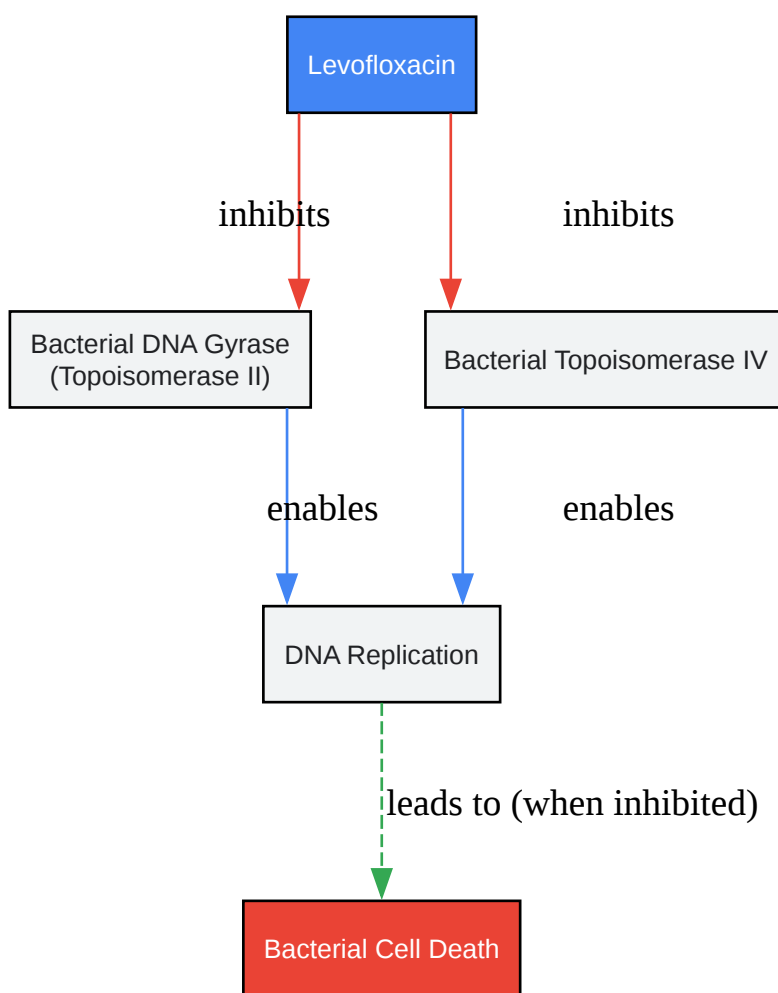 Levofloxacin
inhibits
inhibits
Bacterial DNA Gyrase
(Topoisomerase II)
Bacterial Topoisomerase IV
enables
enables
DNA Replication
leads to (when inhibited)
Bacterial Cell Death